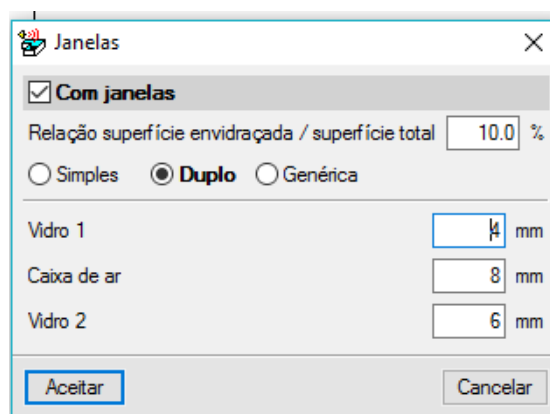 Janelas
Com janelas
Relação superfície envidraçada / superfície total 10.0 %
Simples Duplo Genérica
Vidro 1 4 mm
Caixa de ar 8 mm
Vidro 2 6 mm
Aceitar Cancelar